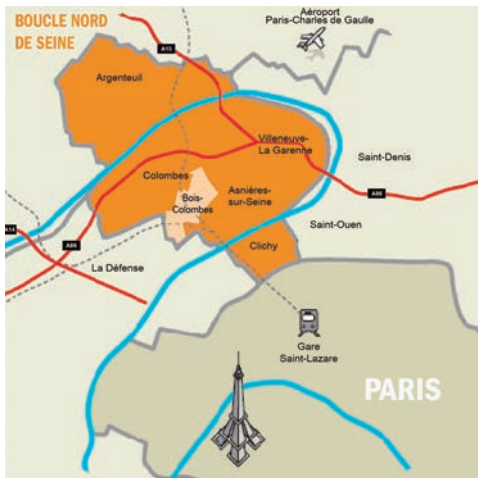 BOUCLE NORD
DE SEINE
Aéroport
Paris-Charles de Gaulle
A15
Argenteuil
Villeneuve-
La Garenne
Saint-Denis
Colombes
Bois-
Colombes
Asnières-
sur-Seine
A86
Saint-Ouen
A14
A86
Clichy
La Défense
Gare
Saint-Lazare
PARIS